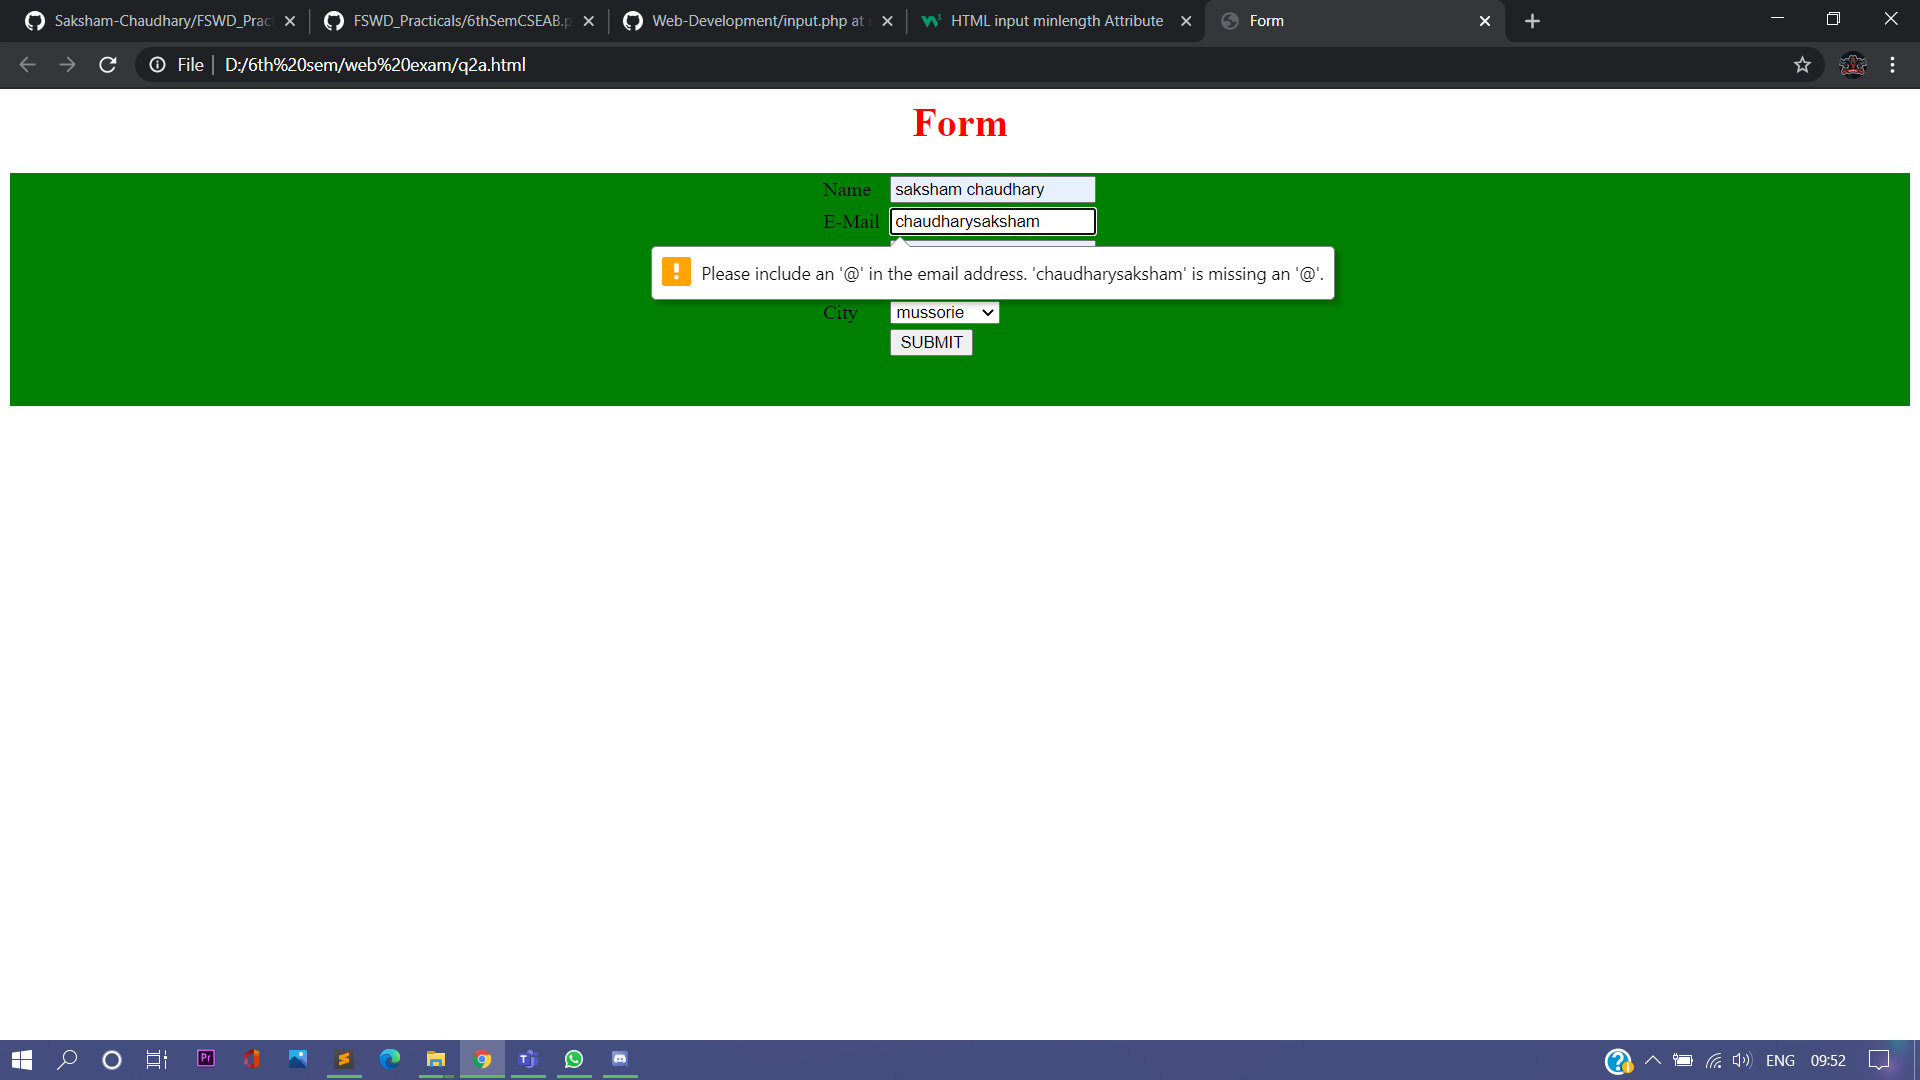 Saksham-Chaudhary/FSWD_Pract
FSWD_Practicals/6thSemCSEAB.p
Web-Development/input.php at
HTML input minlength Attribute
Form
File
D:/6th%20sem/web%20exam/q2a.html
Form
Name saksham chaudhary
E-Mail chaudharysaksham
! Please include an '@' in the email address. 'chaudharysaksham' is missing an '@'.
City mussorie
SUBMIT
Pr
ENG 09:52